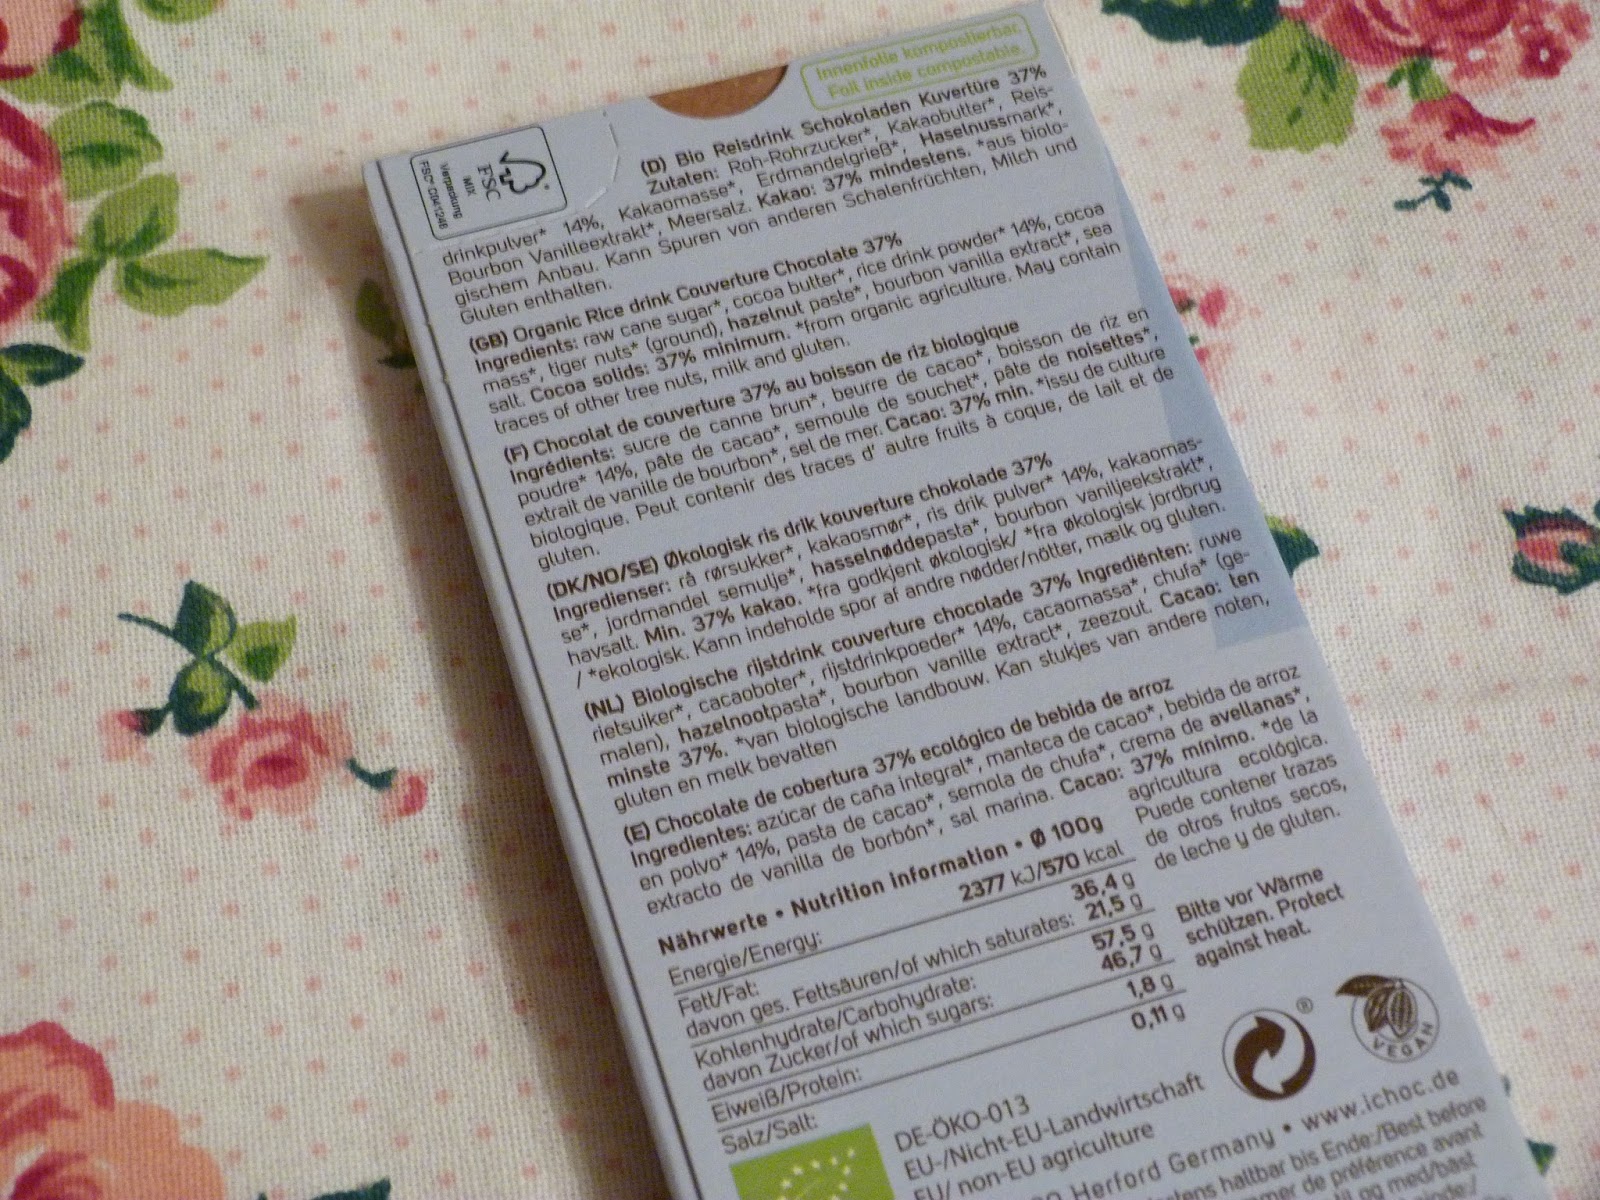 Innenfolie kompostierbar.
Foil inside compostable.
FSC
MIX
Verpackung
FSC® C041246
(D) Bio Reisdrink Schokoladen Kuvertüre 37%
Zutaten: Roh-Rohrzucker*, Kakaobutter*, Reis-
drinkpulver* 14%, Kakaomasse*, Erdmandelgrieß*, Haselnussmark*,
Bourbon Vanilleextrakt*, Meersalz. Kakao: 37% mindestens. *aus biolo-
gischem Anbau. Kann Spuren von anderen Schalenfrüchten, Milch und
Gluten enthalten.
(GB) Organic Rice drink Couverture Chocolate 37%
Ingredients: raw cane sugar*, cocoa butter*, rice drink powder* 14%, cocoa
mass*, tiger nuts* (ground), hazelnut paste*, bourbon vanilla extract*, sea
salt. Cocoa solids: 37% minimum. *from organic agriculture. May contain
traces of other tree nuts, milk and gluten.
(F) Chocolat de couverture 37% au boisson de riz biologique
Ingrédients: sucre de canne brun*, beurre de cacao*, boisson de riz en
poudre* 14%, pâte de cacao*, semoule de souchet*, pâte de noisettes*,
extrait de vanille de bourbon*, sel de mer. Cacao: 37% min. *issu de culture
biologique. Peut contenir des traces d' autre fruits à coque, de lait et de
gluten.
(DK/NO/SE) Økologisk ris drik kouverture chokolade 37%
Ingredienser: rå rørsukker*, kakaosmør*, ris drik pulver* 14%, kakaomas-
se*, jordmandel semulje*, hasselnøddepasta*, bourbon vaniljeekstrakt*,
havsalt. Min. 37% kakao. *fra godkjent økologisk/ *fra økologisk jordbrug
/ *ekologisk. Kann indeholde spor af andre nødder/nötter, mælk og gluten.
(NL) Biologische rijstdrink couverture chocolade 37% Ingrediënten: ruwe
rietsuiker*, cacaoboter*, rijstdrinkpoeder* 14%, cacaomassa*, chufa* (ge-
malen), hazelnootpasta*, bourbon vanille extract*, zeezout. Cacao: ten
minste 37%. *van biologische landbouw. Kan stukjes van andere noten,
gluten en melk bevatten
(E) Chocolate de cobertura 37% ecológico de bebida de arroz
Ingredientes: azúcar de caña integral*, manteca de cacao*, bebida de arroz
en polvo* 14%, pasta de cacao*, semola de chufa*, crema de avellanas*,
extracto de vanilla de borbón*, sal marina. Cacao: 37% mínimo. *de la
agricultura ecológica.
Puede contener trazas
de otros frutos secos,
de leche y de gluten.
Nährwerte • Nutrition information • Ø 100g
Energie/Energy: 2377 kJ/570 kcal
Fett/Fat: 36,4 g
davon ges. Fettsäuren/of which saturates: 21,5 g
Kohlenhydrate/Carbohydrate: 57,5 g
davon Zucker/of which sugars: 46,7 g
Eiweiß/Protein: 1,8 g
Salz/Salt: 0,11 g
Bitte vor Wärme
schützen. Protect
against heat.
®
VEGAN
DE-ÖKO-013
EU-/Nicht-EU-Landwirtschaft
EU/ non-EU agriculture
Herford Germany • www.ichoc.de
haltbar bis Ende:/Best before
de préférence avant
og med/bäst